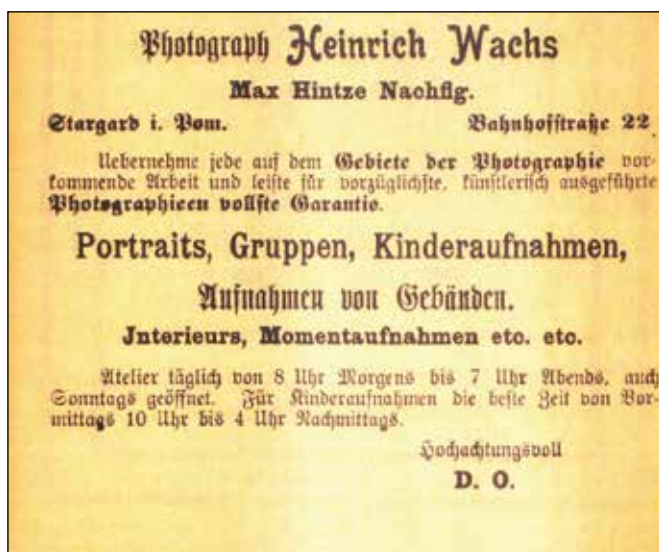 Photograph Heinrich Wachs
Max Hintze Nachflg.
Stargard i. Pom. Bahnhofstraße 22
Uebernehme jede auf dem Gebiete der Photographie vor-
kommende Arbeit und leiste für vorzüglichste, künstlerisch ausgeführte
Photographieen vollste Garantie.
Portraits, Gruppen, Kinderaufnahmen,
Aufnahmen von Gebänden.
Jnterieurs, Momentaufnahmen etc. etc.
Atelier täglich von 8 Uhr Morgens bis 7 Uhr Abends, auch
Sonntags geöffnet. Für Kinderaufnahmen die beste Zeit von Vor-
mittags 10 Uhr bis 4 Uhr Nachmittags.
Hochachtungsvoll
D. O.